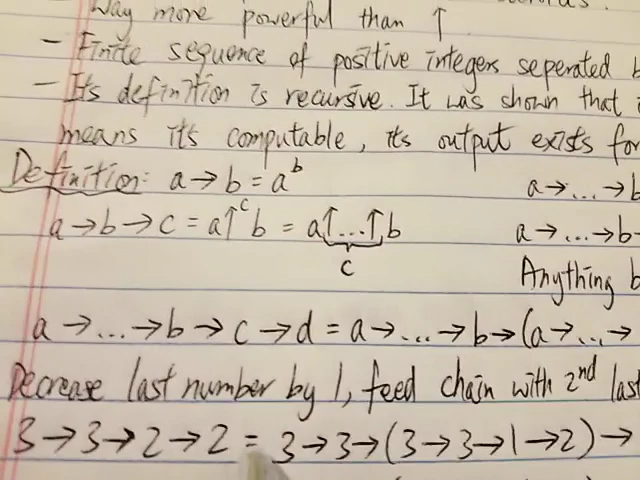 way more powerful than ↑
- Finite sequence of positive integers seperated
- Its definition is recursive. It was shown that
means its computable, its output exists for
Definition: a→b = a^b
a→...→b
a→b→c = a↑^c b = a↑...↑b
c
a→...→b-
Anything b
a→...→b→c→d = a→...→b→(a→...→
Decrease last number by 1, feed chain with 2nd last
3→3→2→2 = 3→3→(3→3→1→2)→